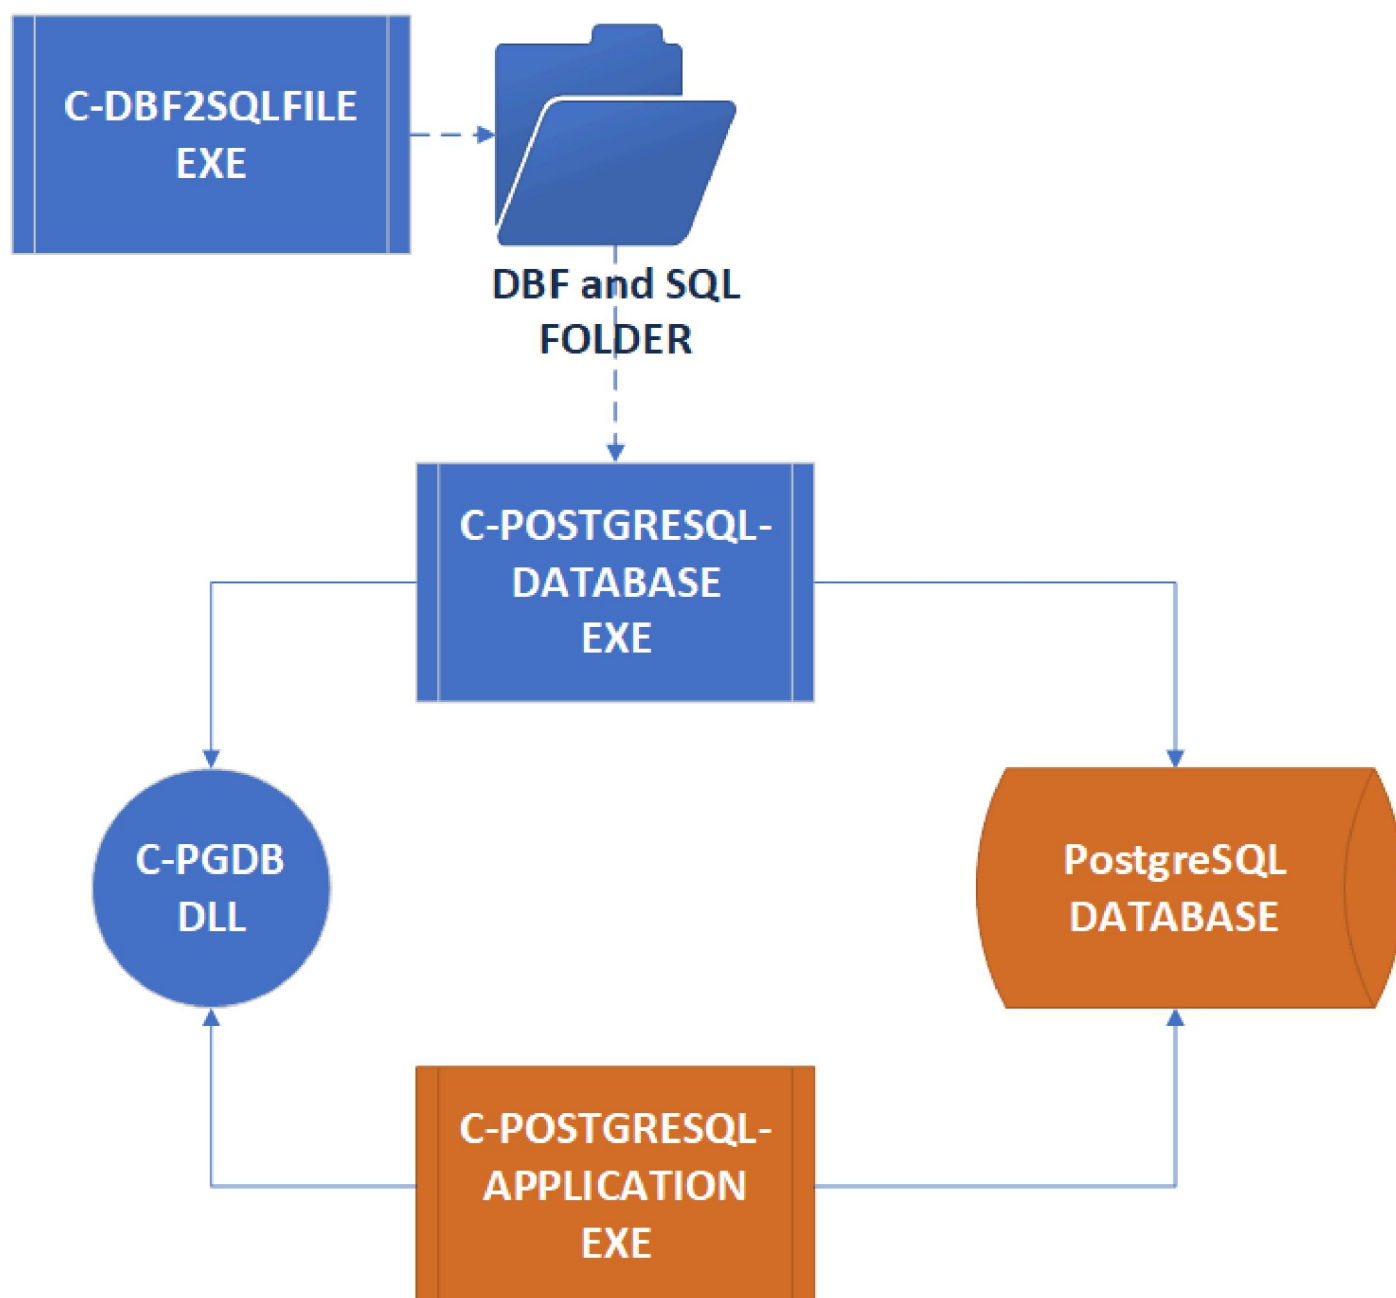 C-DBF2SQLFILE
EXE
DBF and SQL
FOLDER
C-POSTGRESQL-
DATABASE
EXE
C-PGDB
DLL
PostgreSQL
DATABASE
C-POSTGRESQL-
APPLICATION
EXE